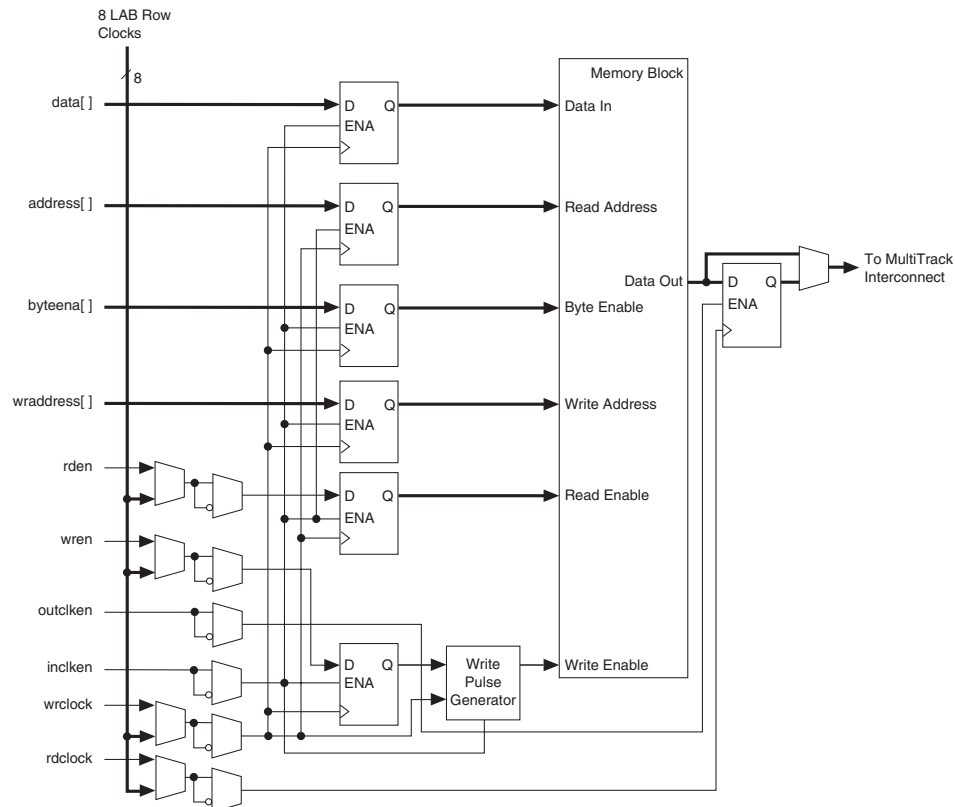 8 LAB Row
Clocks
8
Memory Block
data[ ]
D Q
ENA
Data In
address[ ]
D Q
ENA
Read Address
To MultiTrack
Interconnect
Data Out
D Q
ENA
byteena[ ]
D Q
ENA
Byte Enable
wraddress[ ]
D Q
ENA
Write Address
rden
D Q
ENA
Read Enable
wren
outclken
inclken
D Q
ENA
Write
Pulse
Generator
Write Enable
wrclock
rdclock